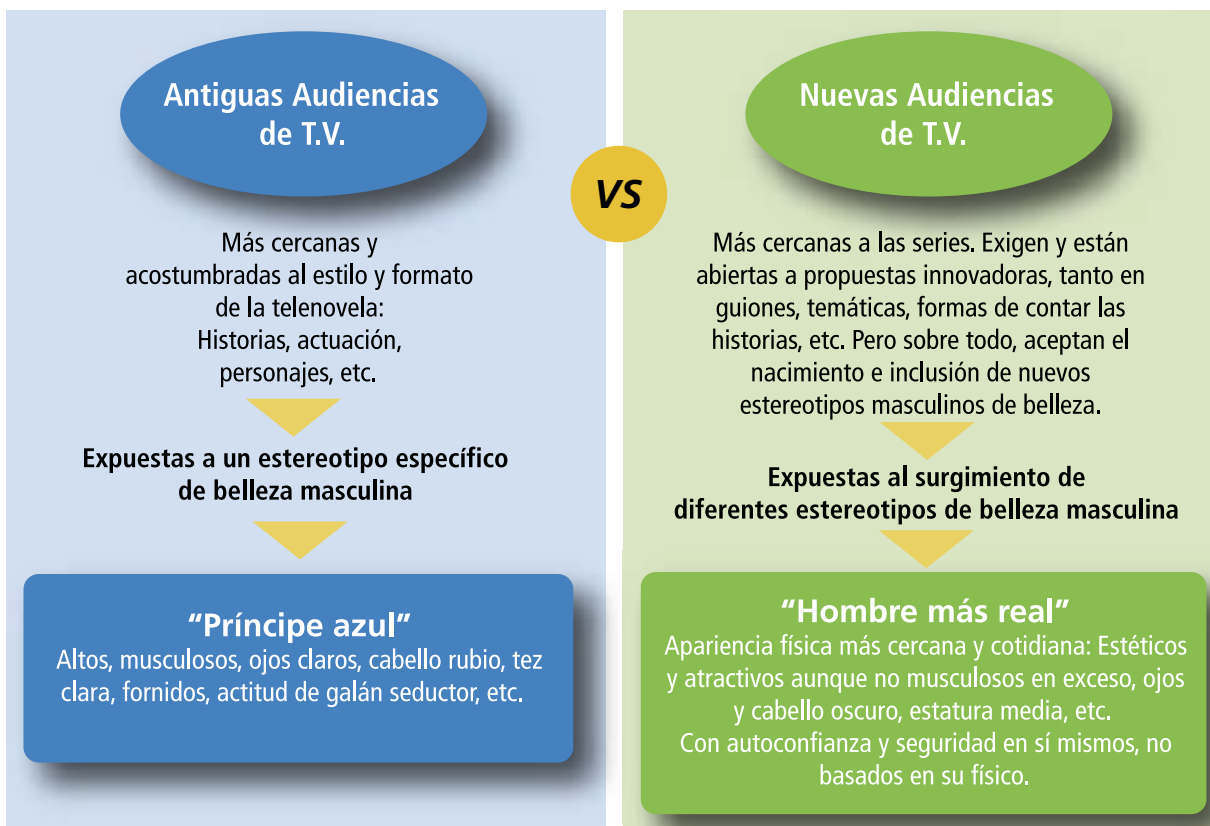 Antiguas Audiencias
de T.V.
Más cercanas y
acostumbradas al estilo y formato
de la telenovela:
Historias, actuación,
personajes, etc.
Expuestas a un estereotipo específico
de belleza masculina
"Príncipe azul"
Altos, musculosos, ojos claros, cabello rubio, tez
clara, fornidos, actitud de galán seductor, etc.
VS
Nuevas Audiencias
de T.V.
Más cercanas a las series. Exigen y están
abiertas a propuestas innovadoras, tanto en
guiones, temáticas, formas de contar las
historias, etc. Pero sobre todo, aceptan el
nacimiento e inclusión de nuevos
estereotipos masculinos de belleza.
Expuestas al surgimiento de
diferentes estereotipos de belleza masculina
"Hombre más real"
Apariencia física más cercana y cotidiana: Estéticos
y atractivos aunque no musculosos en exceso, ojos
y cabello oscuro, estatura media, etc.
Con autoconfianza y seguridad en sí mismos, no
basados en su físico.